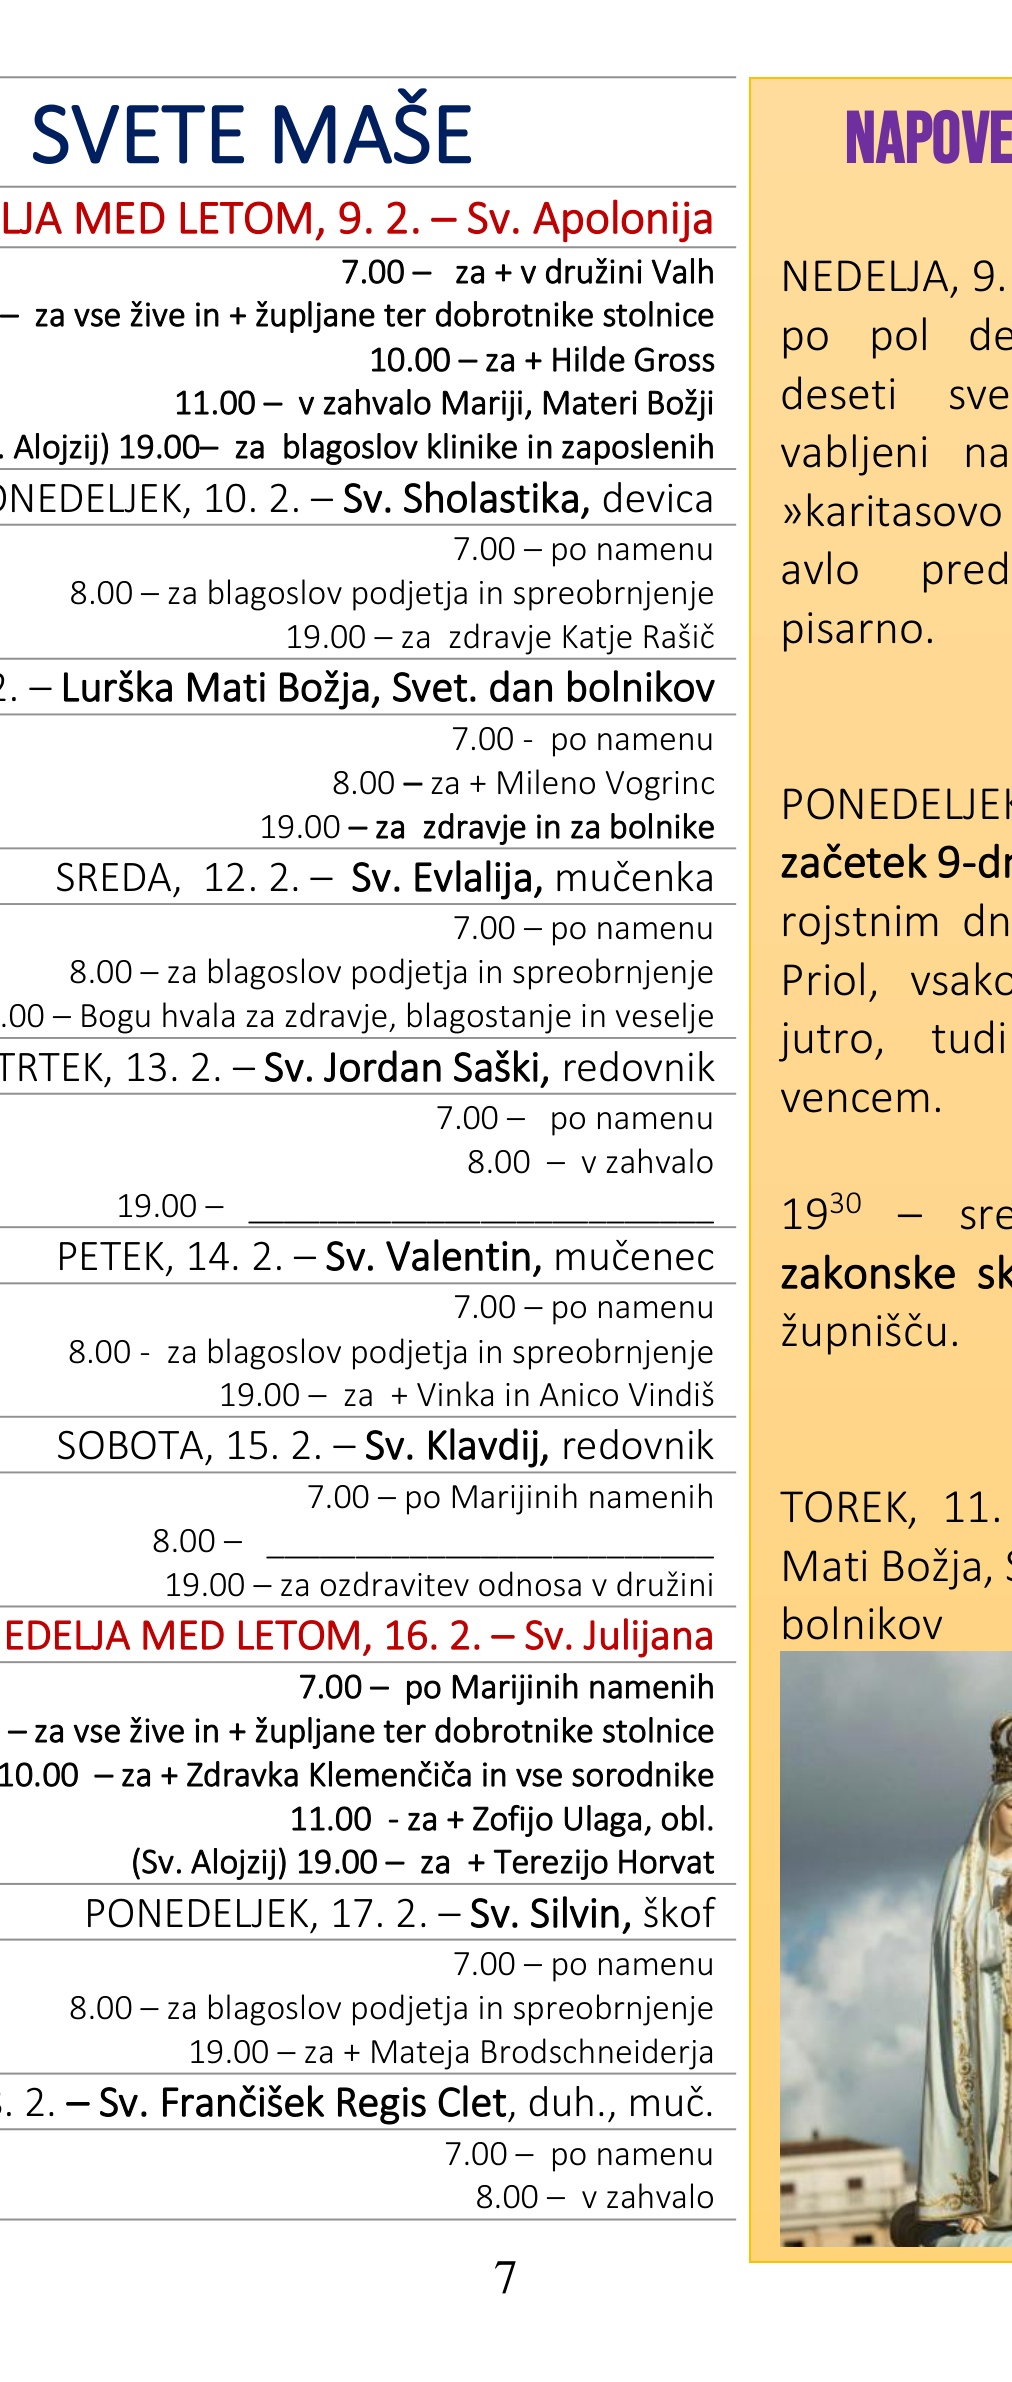 SVETE MAŠE
LJA MED LETOM, 9. 2. – Sv. Apolonija
7.00 – za + v družini Valh
– za vse žive in + župljane ter dobrotnike stolnice
10.00 – za + Hilde Gross
11.00 – v zahvalo Mariji, Materi Božji
. Alojzij) 19.00– za blagoslov klinike in zaposlenih
ONEDELJEK, 10. 2. – Sv. Sholastika, devica
7.00 – po namenu
8.00 – za blagoslov podjetja in spreobrnjenje
19.00 – za zdravje Katje Rašič
2. – Lurška Mati Božja, Svet. dan bolnikov
7.00 - po namenu
8.00 – za + Mileno Vogrinc
19.00 – za zdravje in za bolnike
SREDA, 12. 2. – Sv. Evlalija, mučenka
7.00 – po namenu
8.00 – za blagoslov podjetja in spreobrnjenje
.00 – Bogu hvala za zdravje, blagostanje in veselje
TRTEK, 13. 2. – Sv. Jordan Saški, redovnik
7.00 – po namenu
8.00 – v zahvalo
19.00 – __________________________
PETEK, 14. 2. – Sv. Valentin, mučenec
7.00 – po namenu
8.00 - za blagoslov podjetja in spreobrnjenje
19.00 – za + Vinka in Anico Vindiš
SOBOTA, 15. 2. – Sv. Klavdij, redovnik
7.00 – po Marijinih namenih
8.00 – _________________________
19.00 – za ozdravitev odnosa v družini
EDELJA MED LETOM, 16. 2. – Sv. Julijana
7.00 – po Marijinih namenih
– za vse žive in + župljane ter dobrotnike stolnice
10.00 – za + Zdravka Klemenčiča in vse sorodnike
11.00 - za + Zofijo Ulaga, obl.
(Sv. Alojzij) 19.00 – za + Terezijo Horvat
PONEDELJEK, 17. 2. – Sv. Silvin, škof
7.00 – po namenu
8.00 – za blagoslov podjetja in spreobrnjenje
19.00 – za + Mateja Brodschneiderja
. 2. – Sv. Frančišek Regis Clet, duh., muč.
7.00 – po namenu
8.00 – v zahvalo
7
NAPOVE
NEDELJA, 9.
po pol de
deseti sve
vabljeni na
»karitasovo
avlo pred
pisarno.
PONEDELJEK
začetek 9-dn
rojstnim dn
Priol, vsako
jutro, tudi
vencem.
19³⁰ – sre
zakonske sk
župnišču.
TOREK, 11.
Mati Božja, S
bolnikov